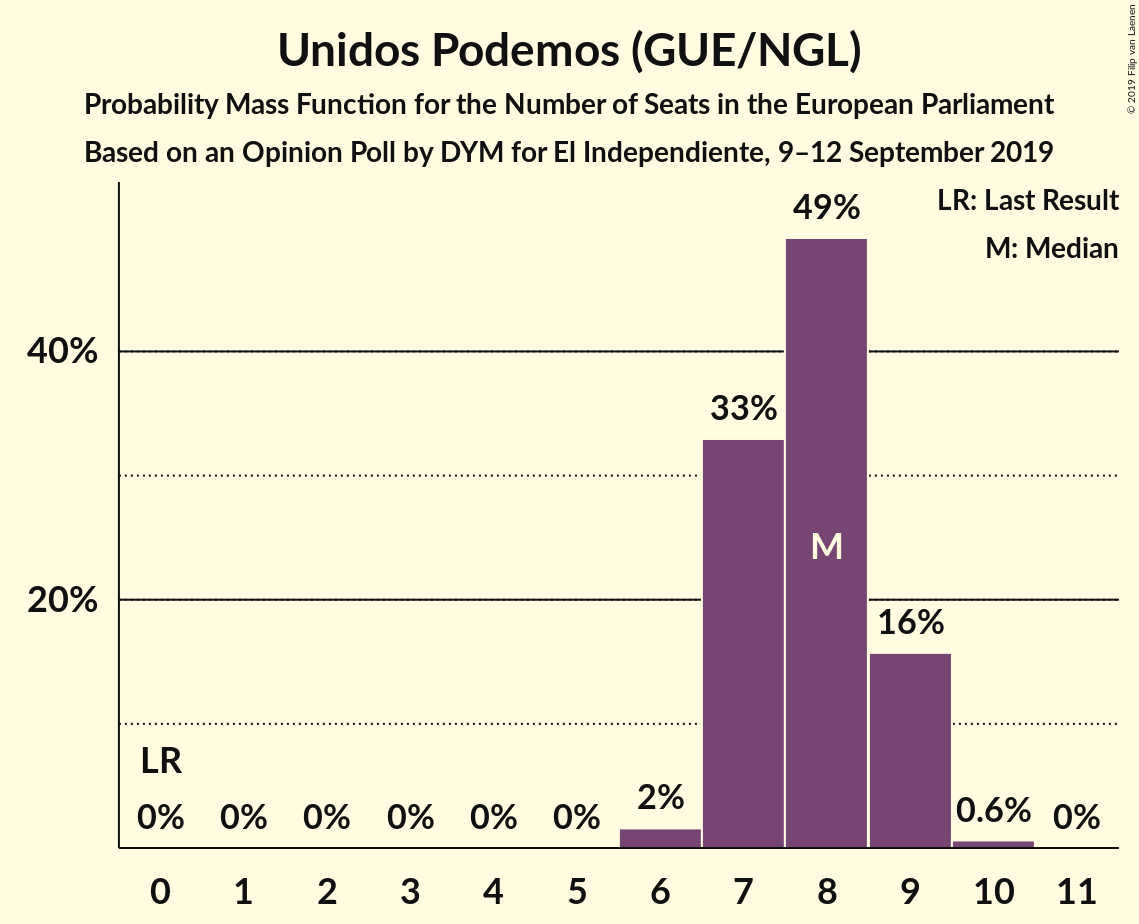 Unidos Podemos (GUE/NGL)
Probability Mass Function for the Number of Seats in the European Parliament
Based on an Opinion Poll by DYM for El Independiente, 9–12 September 2019
© 2019 Filip van Laenen
LR: Last Result
M: Median
49%
40%
33%
M
20%
16%
LR
0% 0% 0% 0% 0% 0% 2% 0.6% 0%
0 1 2 3 4 5 6 7 8 9 10 11